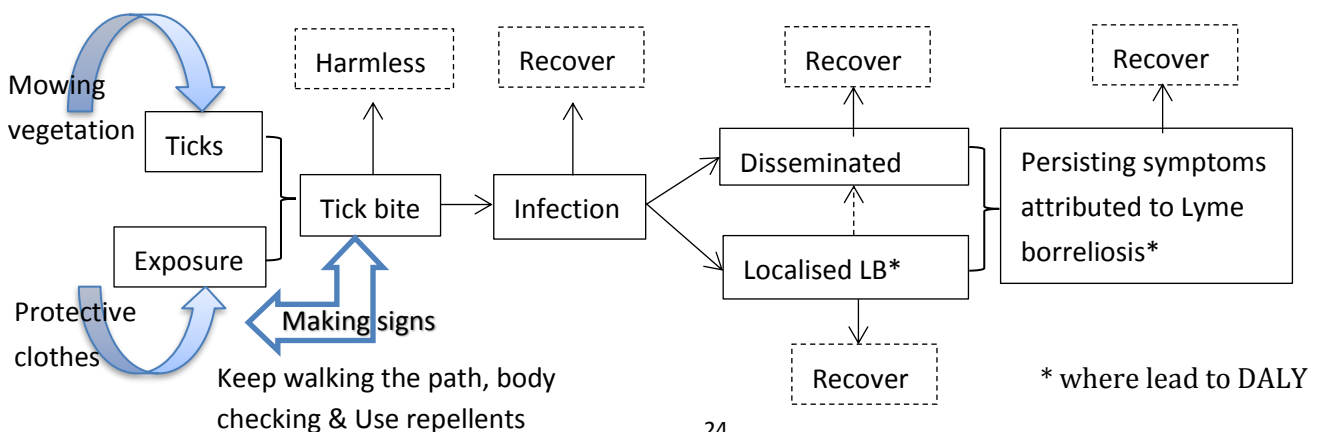 Harmless
Recover
Recover
Recover
Mowing
vegetation
Ticks
Disseminated
Persisting symptoms
attributed to Lyme
borreliosis*
Tick bite
Infection
Exposure
Localised LB*
Protective
clothes
Making signs
Keep walking the path, body
checking & Use repellents
Recover
* where lead to DALY
24